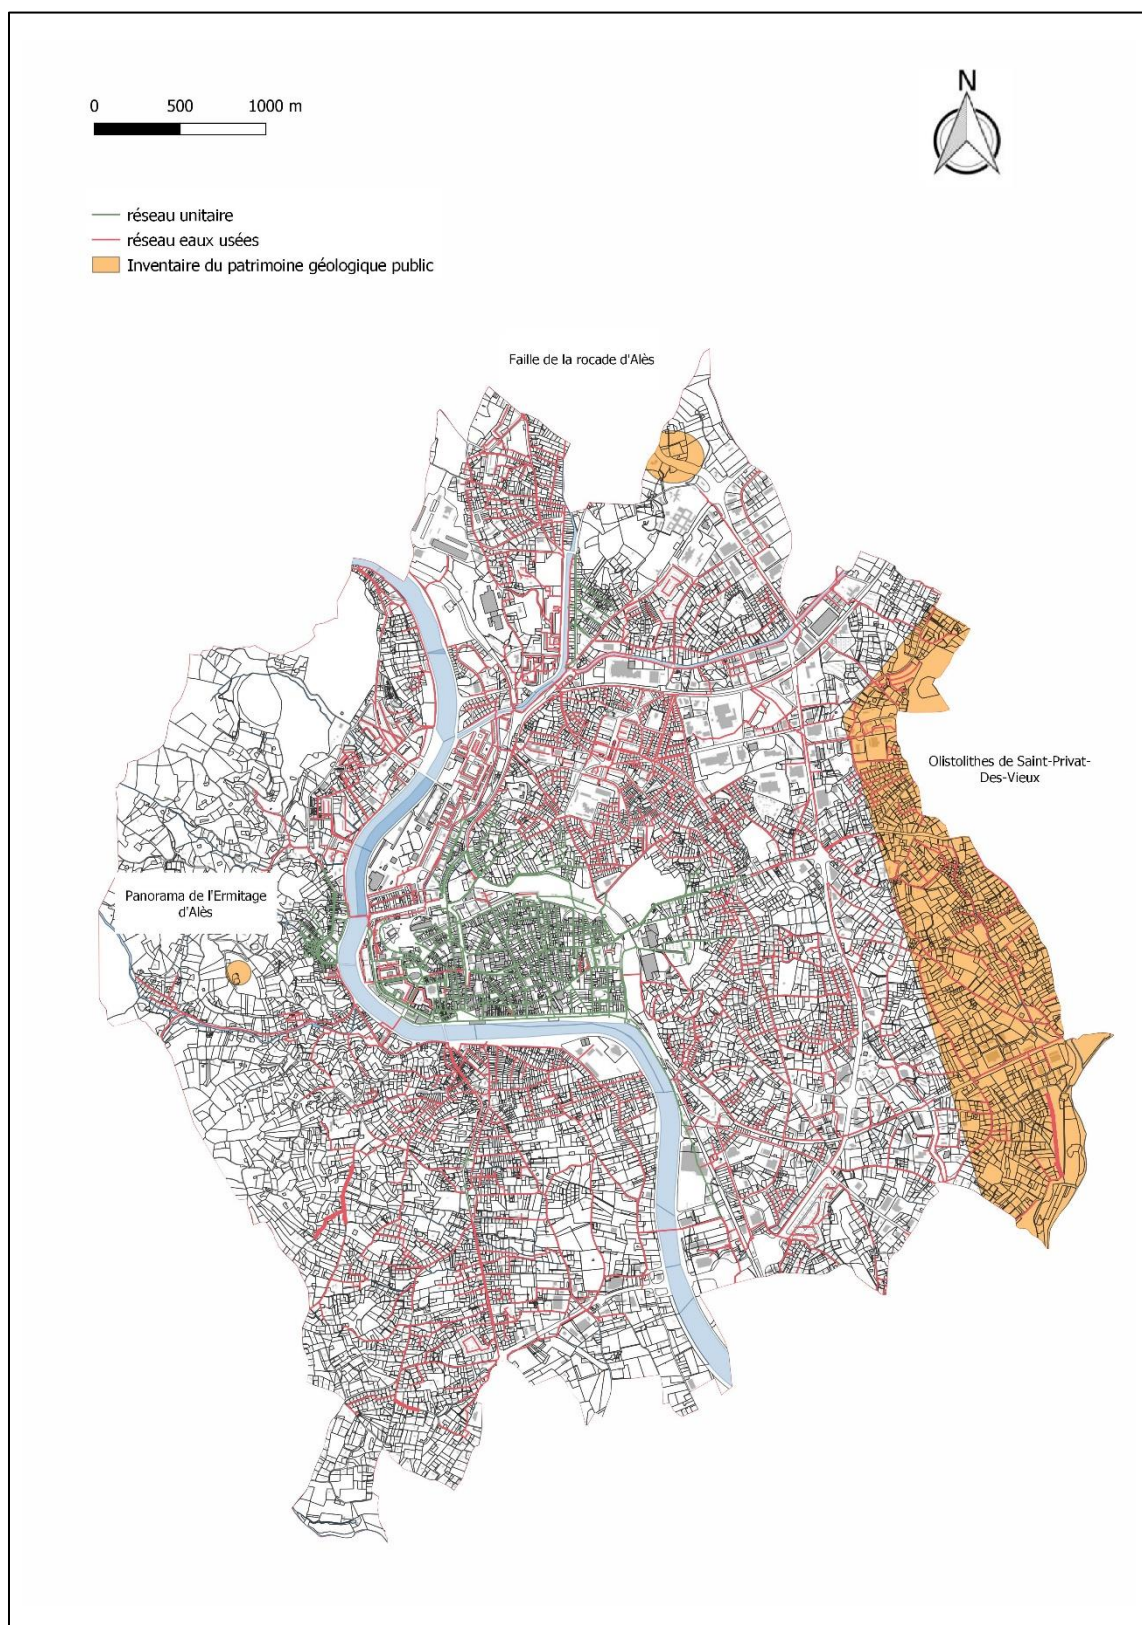 N
0 500 1000 m
réseau unitaire
réseau eaux usées
Inventaire du patrimoine géologique public
Faille de la rocade d'Alès
Olistolithes de Saint-Privat-
Des-Vieux
Panorama de l'Ermitage
d'Alès